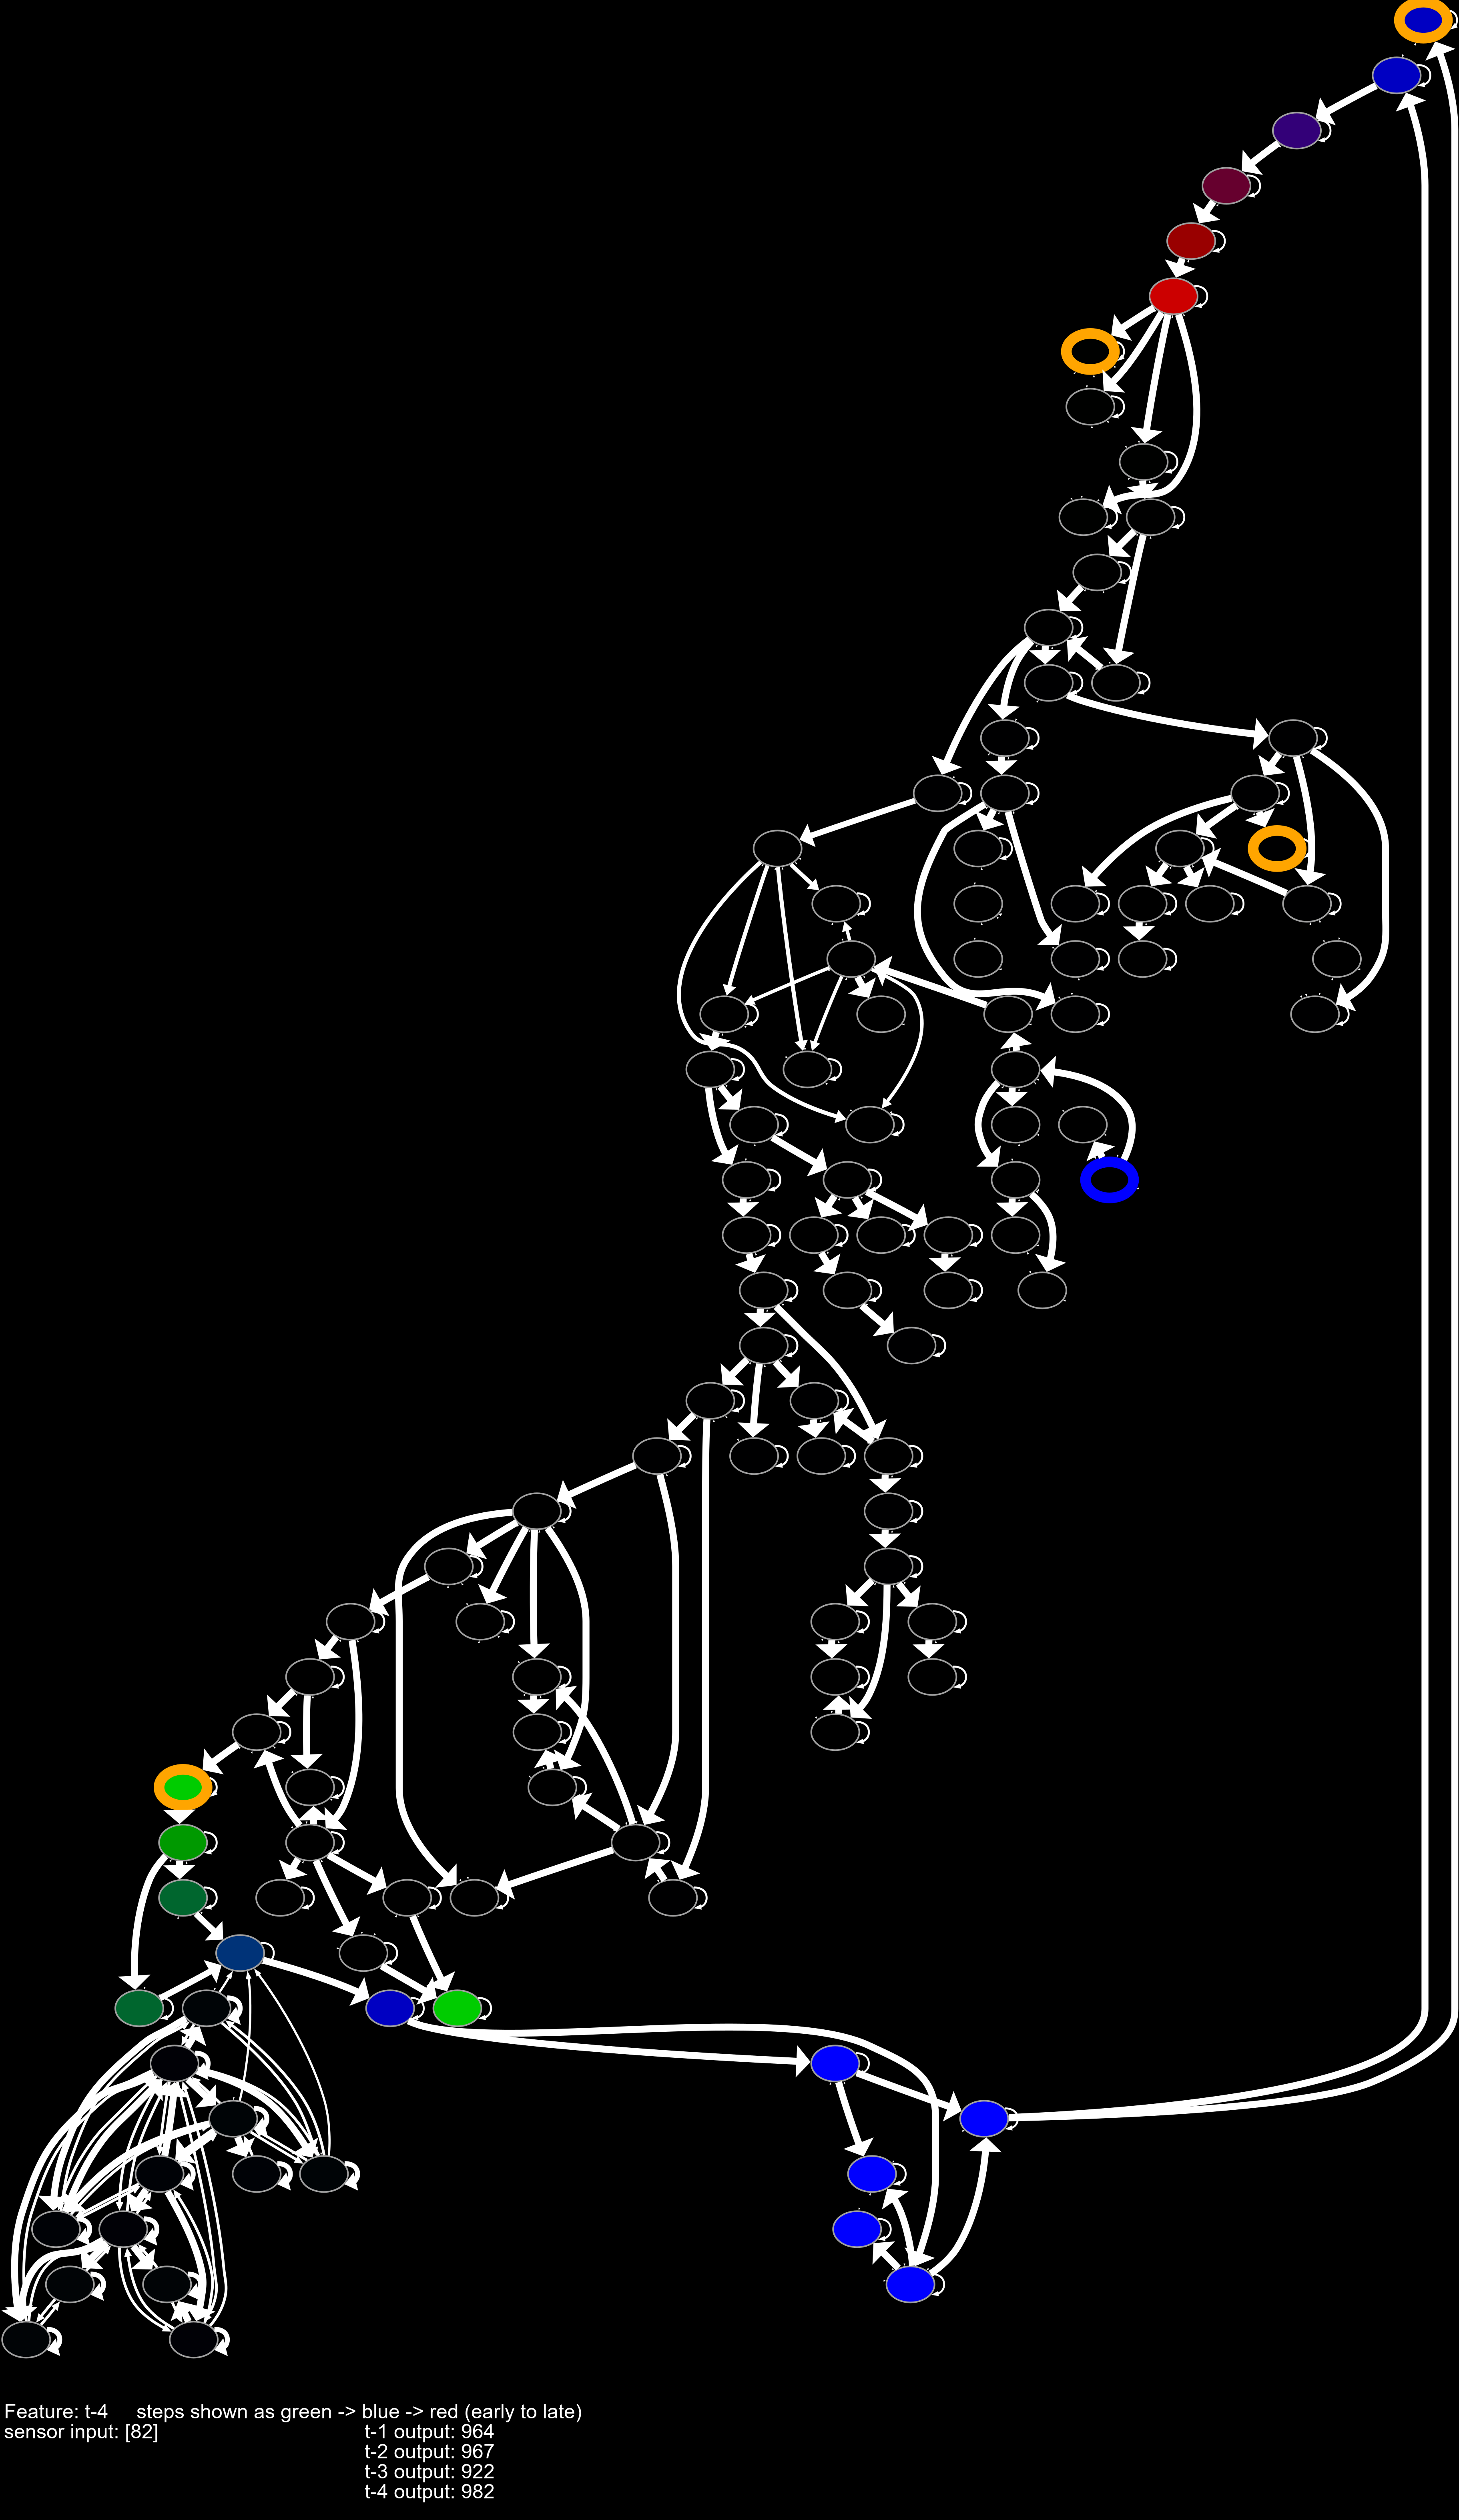 Feature: t-4 steps shown as green -> blue -> red (early to late)
sensor input: [82] t-1 output: 964
t-2 output: 967
t-3 output: 922
t-4 output: 982